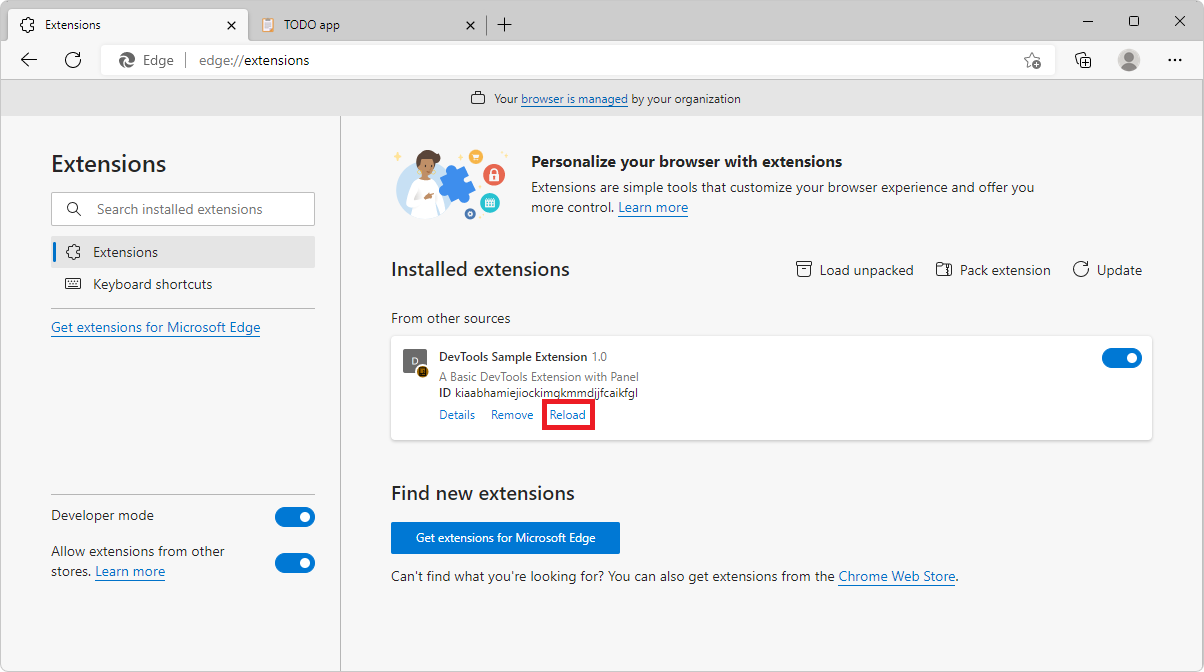 Extensions
TODO app
Edge
edge://extensions
Your browser is managed by your organization
Extensions
Search installed extensions
Extensions
Keyboard shortcuts
Get extensions for Microsoft Edge
Developer mode
Allow extensions from other
stores. Learn more
Personalize your browser with extensions
Extensions are simple tools that customize your browser experience and offer you
more control. Learn more
Installed extensions
Load unpacked
Pack extension
Update
From other sources
D
DevTools Sample Extension 1.0
A Basic DevTools Extension with Panel
ID kiaabhamiejiockimgkmmdjjfcaikfgl
Details Remove Reload
Find new extensions
Get extensions for Microsoft Edge
Can't find what you're looking for? You can also get extensions from the Chrome Web Store.